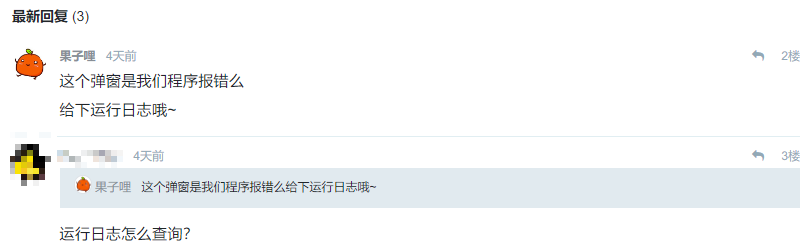 最新回复 (3)
果子哩 4天前 2楼
这个弹窗是我们程序报错么
给下运行日志哦~
4天前 3楼
果子哩 这个弹窗是我们程序报错么给下运行日志哦~
运行日志怎么查询?